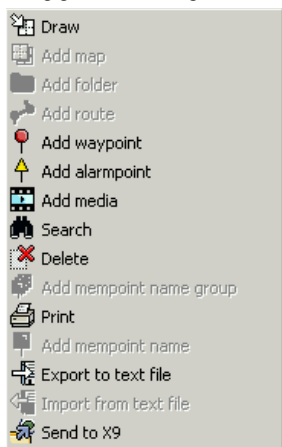 Draw
Add map
Add folder
Add route
Add waypoint
Add alarmpoint
Add media
Search
Delete
Add mempoint name group
Print
Add mempoint name
Export to text file
Import from text file
Send to X9